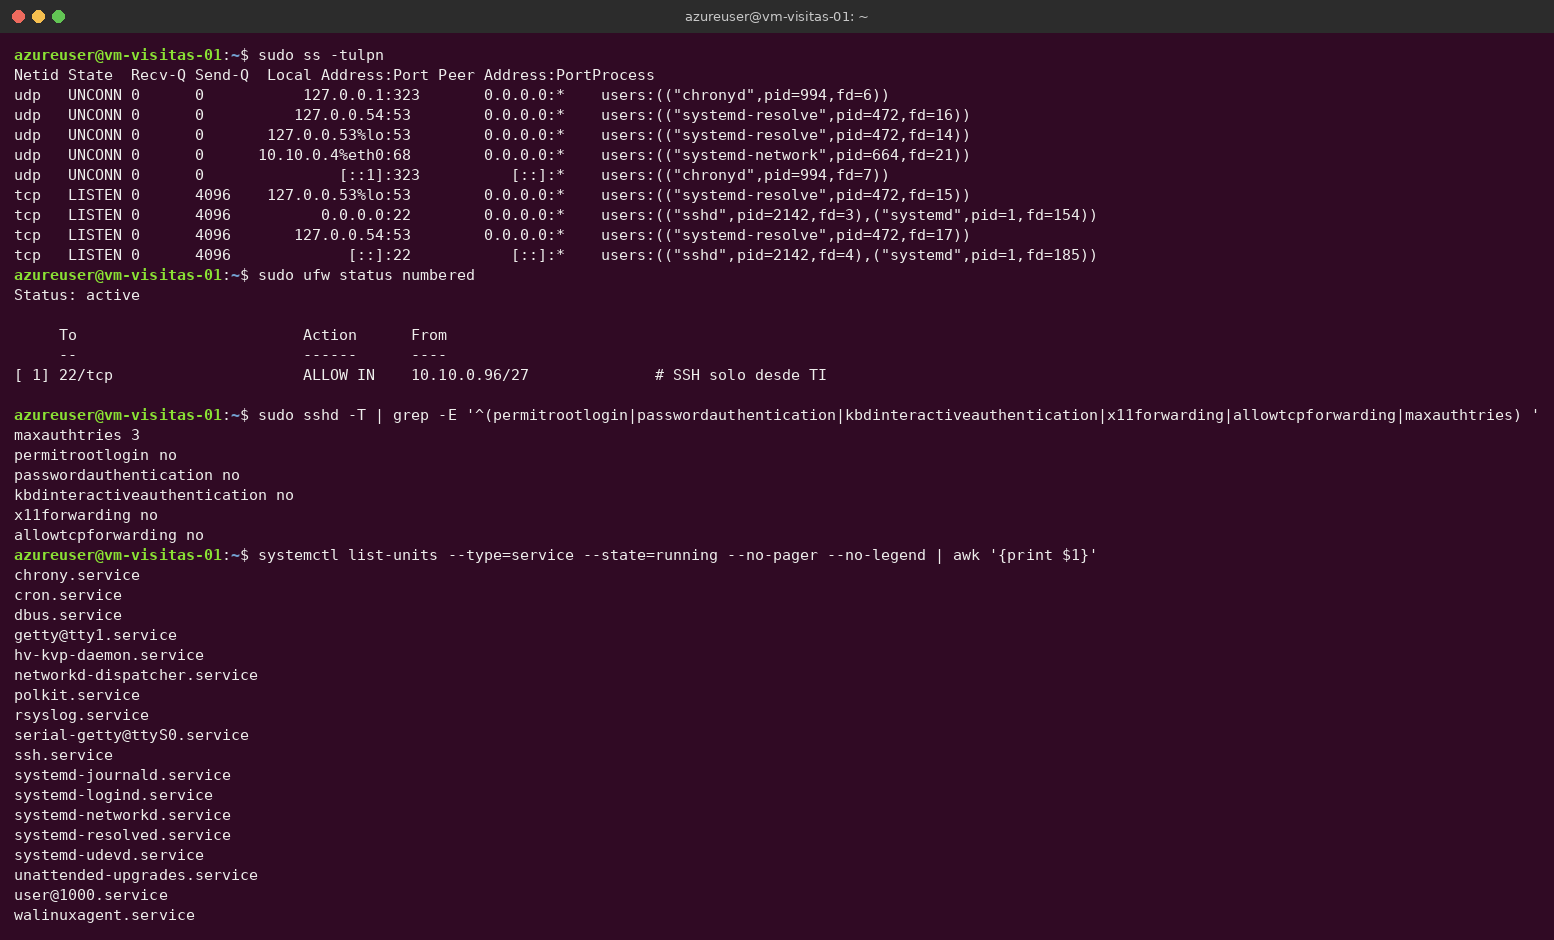 azureuser@vm-visitas-01: ~
azureuser@vm-visitas-01:~$ sudo ss -tulpn
Netid State  Recv-Q Send-Q  Local Address:Port Peer Address:PortProcess
udp   UNCONN 0      0           127.0.0.1:323       0.0.0.0:*    users:(("chronyd",pid=994,fd=6))
udp   UNCONN 0      0          127.0.0.54:53        0.0.0.0:*    users:(("systemd-resolve",pid=472,fd=16))
udp   UNCONN 0      0       127.0.0.53%lo:53        0.0.0.0:*    users:(("systemd-resolve",pid=472,fd=14))
udp   UNCONN 0      0      10.10.0.4%eth0:68        0.0.0.0:*    users:(("systemd-network",pid=664,fd=21))
udp   UNCONN 0      0               [::1]:323          [::]:*    users:(("chronyd",pid=994,fd=7))
tcp   LISTEN 0      4096    127.0.0.53%lo:53        0.0.0.0:*    users:(("systemd-resolve",pid=472,fd=15))
tcp   LISTEN 0      4096          0.0.0.0:22        0.0.0.0:*    users:(("sshd",pid=2142,fd=3),("systemd",pid=1,fd=154))
tcp   LISTEN 0      4096       127.0.0.54:53        0.0.0.0:*    users:(("systemd-resolve",pid=472,fd=17))
tcp   LISTEN 0      4096             [::]:22           [::]:*    users:(("sshd",pid=2142,fd=4),("systemd",pid=1,fd=185))
azureuser@vm-visitas-01:~$ sudo ufw status numbered
Status: active

     To                         Action      From
     --                         ------      ----
[ 1] 22/tcp                     ALLOW IN    10.10.0.96/27              # SSH solo desde TI

azureuser@vm-visitas-01:~$ sudo sshd -T | grep -E '^(permitrootlogin|passwordauthentication|kbdinteractiveauthentication|x11forwarding|allowtcpforwarding|maxauthtries) '
maxauthtries 3
permitrootlogin no
passwordauthentication no
kbdinteractiveauthentication no
x11forwarding no
allowtcpforwarding no
azureuser@vm-visitas-01:~$ systemctl list-units --type=service --state=running --no-pager --no-legend | awk '{print $1}'
chrony.service
cron.service
dbus.service
getty@tty1.service
hv-kvp-daemon.service
networkd-dispatcher.service
polkit.service
rsyslog.service
serial-getty@ttyS0.service
ssh.service
systemd-journald.service
systemd-logind.service
systemd-networkd.service
systemd-resolved.service
systemd-udevd.service
unattended-upgrades.service
user@1000.service
walinuxagent.service